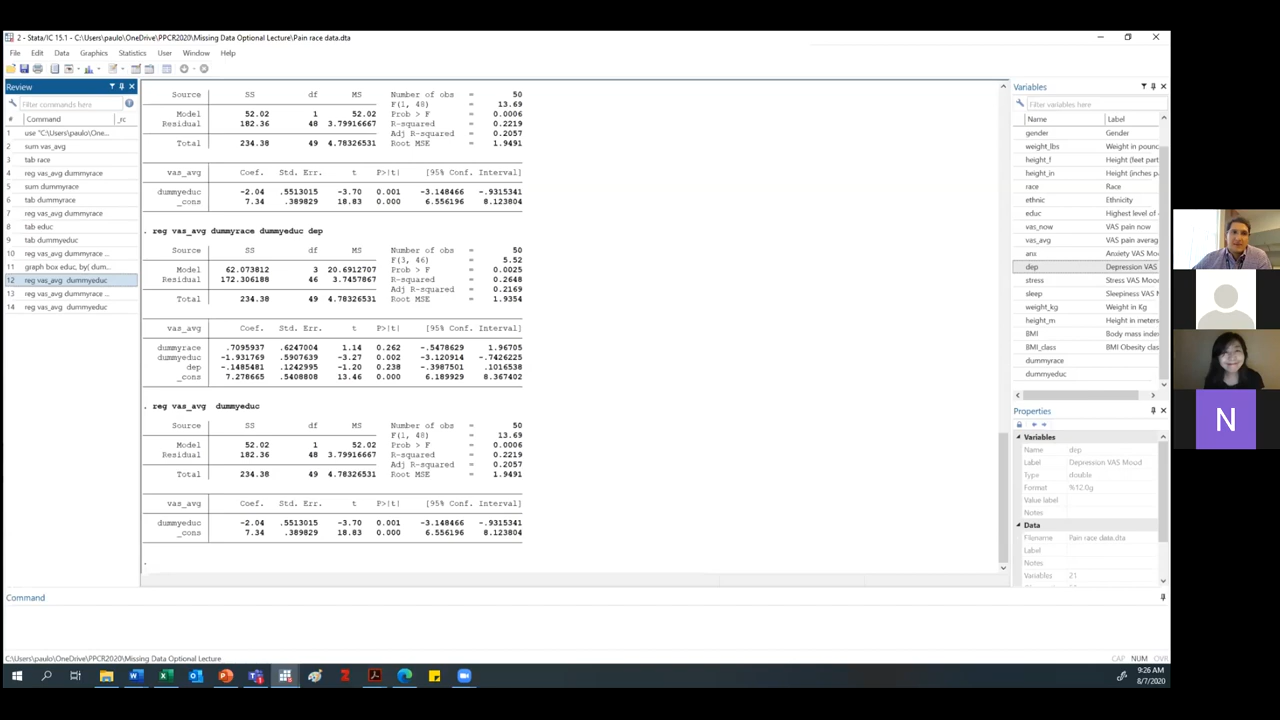 2 - Stata/IC 15.1 - C:\Users\paulo\OneDrive\PPCR2020\Missing Data Optional Lecture\Pain race data.dta
File Edit Data Graphics Statistics User Window Help
Review
Filter commands here
# Command _rc
1 use "C:\Users\paulo\One...
2 sum vas_avg
3 tab race
4 reg vas_avg dummyrace
5 sum dummyrace
6 tab dummyrace
7 reg vas_avg dummyrace
8 tab educ
9 tab dummyeduc
10 reg vas_avg dummyrace ...
11 graph box educ, by( dum...
12 reg vas_avg dummyeduc
13 reg vas_avg dummyrace ...
14 reg vas_avg dummyeduc
Source SS df MS Number of obs = 50
F(1, 48) = 13.69
Model 52.02 1 52.02 Prob > F = 0.0006
Residual 182.36 48 3.79916667 R-squared = 0.2219
Adj R-squared = 0.2057
Total 234.38 49 4.78326531 Root MSE = 1.9491
vas_avg Coef. Std. Err. t P>|t| [95% Conf. Interval]
dummyeduc -2.04 .5513015 -3.70 0.001 -3.148466 -.9315341
_cons 7.34 .389829 18.83 0.000 6.556196 8.123804
. reg vas_avg dummyrace dummyeduc dep
Source SS df MS Number of obs = 50
F(3, 46) = 5.52
Model 62.073812 3 20.6912707 Prob > F = 0.0025
Residual 172.306188 46 3.7457867 R-squared = 0.2648
Adj R-squared = 0.2169
Total 234.38 49 4.78326531 Root MSE = 1.9354
vas_avg Coef. Std. Err. t P>|t| [95% Conf. Interval]
dummyrace .7095937 .6247004 1.14 0.262 -.5478629 1.96705
dummyeduc -1.931769 .5907639 -3.27 0.002 -3.120914 -.7426225
dep -.1485481 .1242995 -1.20 0.238 -.3987501 .1016538
_cons 7.278665 .5408808 13.46 0.000 6.189929 8.367402
. reg vas_avg  dummyeduc
Source SS df MS Number of obs = 50
F(1, 48) = 13.69
Model 52.02 1 52.02 Prob > F = 0.0006
Residual 182.36 48 3.79916667 R-squared = 0.2219
Adj R-squared = 0.2057
Total 234.38 49 4.78326531 Root MSE = 1.9491
vas_avg Coef. Std. Err. t P>|t| [95% Conf. Interval]
dummyeduc -2.04 .5513015 -3.70 0.001 -3.148466 -.9315341
_cons 7.34 .389829 18.83 0.000 6.556196 8.123804
.
Variables
Filter variables here
Name Label
gender Gender
weight_lbs Weight in pounc
height_f Height (feet part
height_in Height (inches p
race Race
ethnic Ethnicity
educ Highest level of
vas_now VAS pain now
vas_avg VAS pain average
ans Anxiety VAS Mo
dep Depression VAS
stress Stress VAS Mood
sleep Sleepiness VAS M
weight_kg Weight in Kg
height_m Height in meters
BMI Body mass index
BMI_class BMI Obesity class
dummyrace
dummyeduc
Properties
Variables
Name dep
Label Depression VAS Mood
Type double
Format %12.0g
Value label
Notes
Data
Filename Pain race data.dta
Label
Notes
Variables 21
Command
C:\Users\paulo\OneDrive\PPCR2020\Missing Data Optional Lecture
CAP NUM OVR
9:26 AM
8/7/2020
N